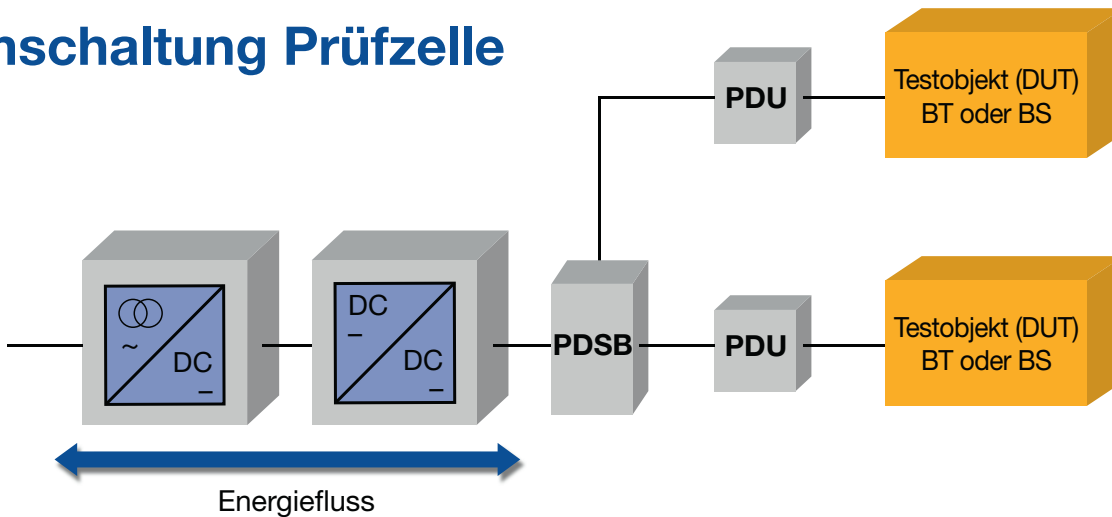 nschaltung Prüfzelle
PDU
Testobjekt (DUT)
BT oder BS
~
DC
–
DC
–
DC
–
PDSB
PDU
Testobjekt (DUT)
BT oder BS
Energiefluss